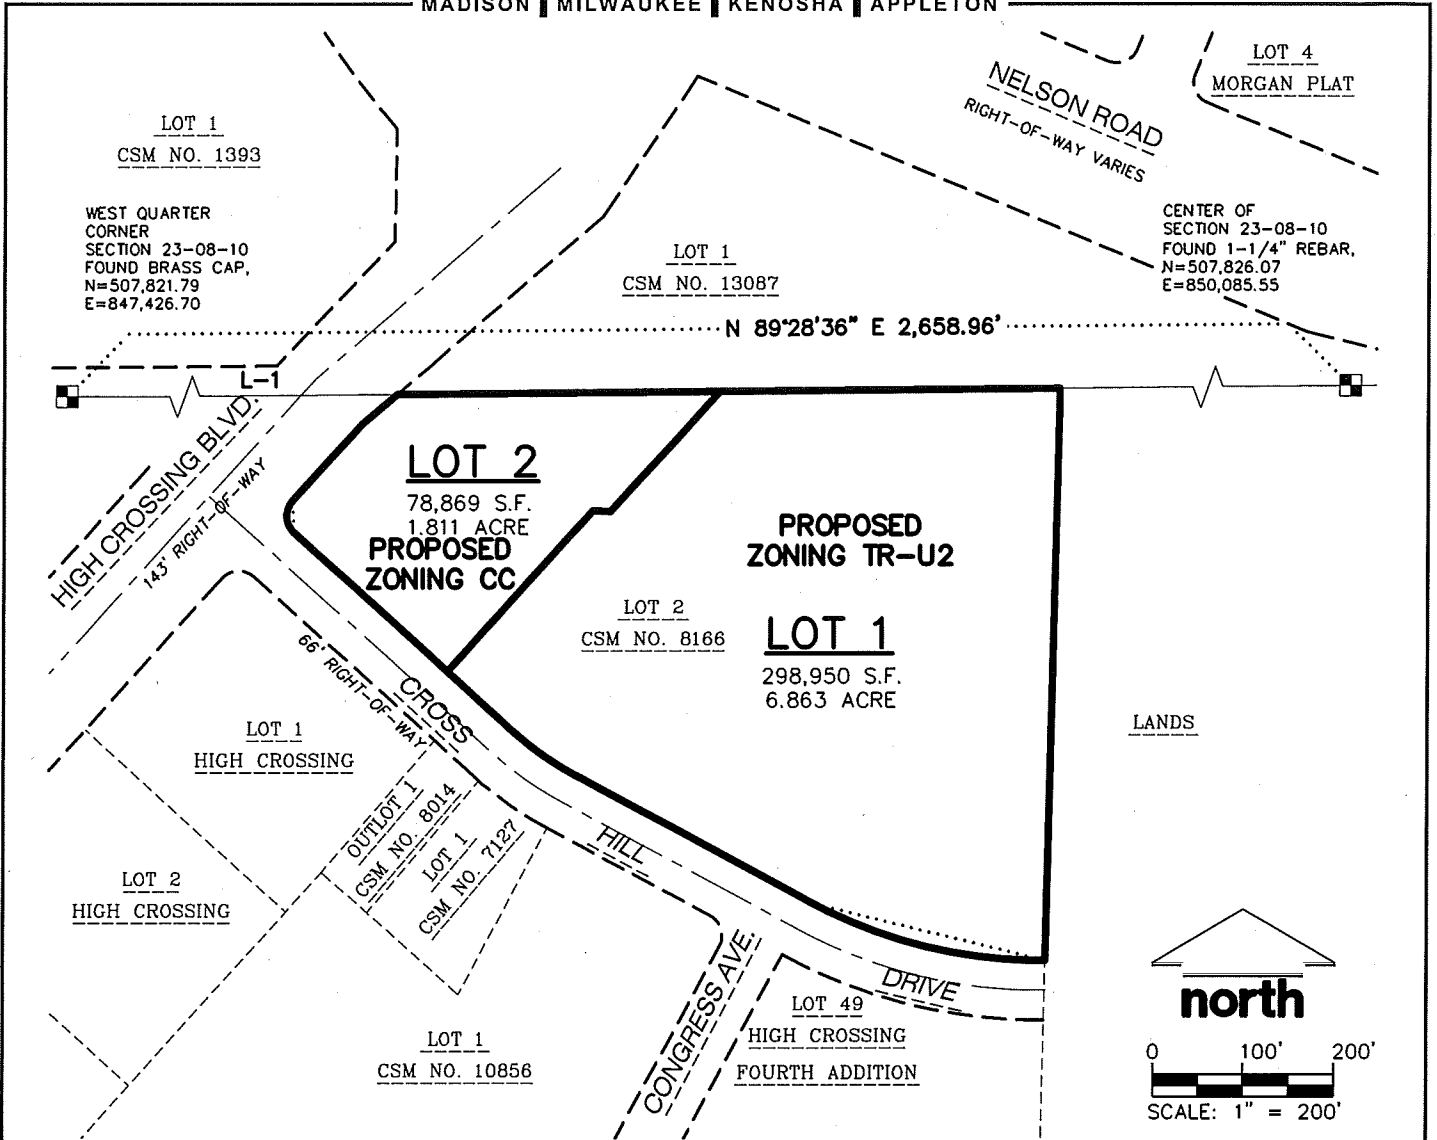 MADISON MILWAUKEE KENOSHA APPLETON
LOT 4
MORGAN PLAT
NELSON ROAD
RIGHT-OF-WAY VARIES
LOT 1
CSM NO. 1393
WEST QUARTER
CORNER
SECTION 23-08-10
FOUND BRASS CAP,
N=507,821.79
E=847,426.70
LOT 1
CSM NO. 13087
CENTER OF
SECTION 23-08-10
FOUND 1-1/4" REBAR,
N=507,826.07
E=850,085.55
N 89°28'36" E 2,658.96'
L-1
HIGH CROSSING BLVD.
143' RIGHT-OF-WAY
LOT 2
78,869 S.F.
1.811 ACRE
PROPOSED
ZONING CC
PROPOSED
ZONING TR-U2
LOT 2
CSM NO. 8166
LOT 1
298,950 S.F.
6.863 ACRE
66' RIGHT-OF-WAY
CROSS
HILL
DRIVE
LOT 1
HIGH CROSSING
LANDS
OUTLOT 1
CSM NO. 8014
LOT 1
CSM NO. 7127
LOT 2
HIGH CROSSING
CONGRESS AVE.
LOT 49
HIGH CROSSING
FOURTH ADDITION
LOT 1
CSM NO. 10856
north
0 100' 200'
SCALE: 1" = 200'